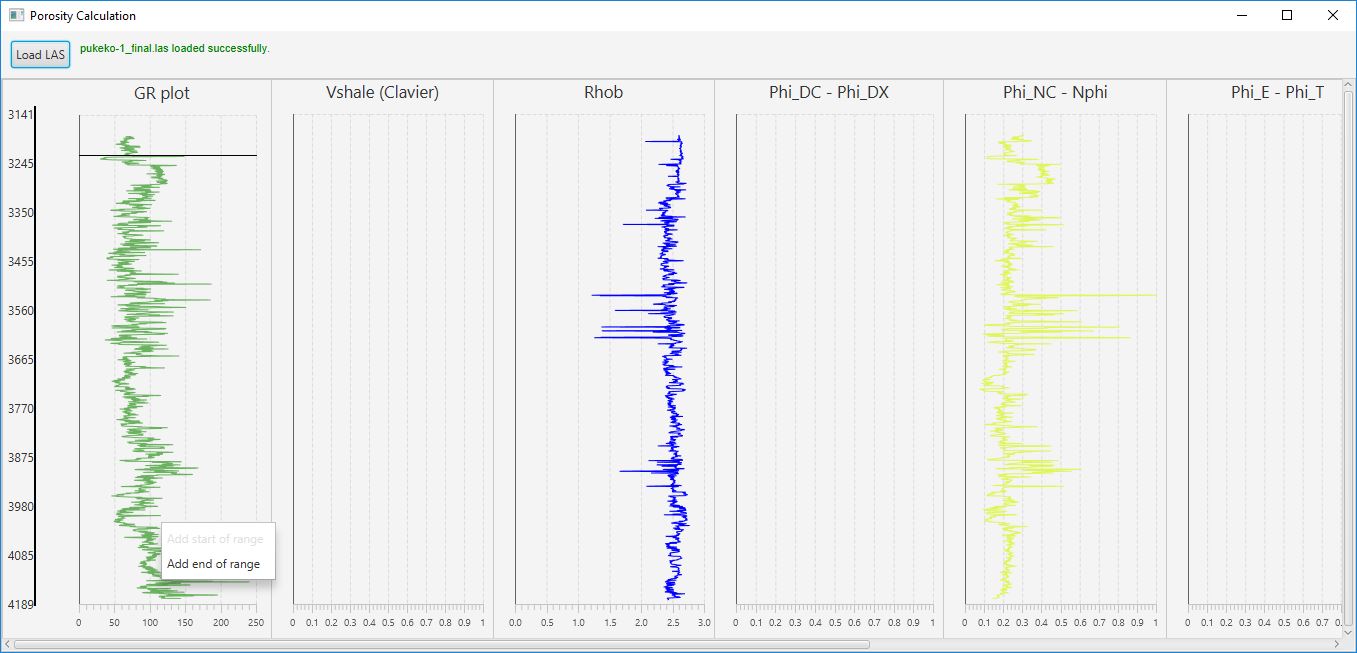 Porosity Calculation
Load LAS
pukeko-1_final.las loaded successfully.
GR plot
Vshale (Clavier)
Rhob
Phi_DC - Phi_DX
Phi_NC - Nphi
Phi_E - Phi_T
3141
3245
3350
3455
3560
3665
3770
3875
3980
4085
4189
Add start of range
Add end of range
0 50 100 150 200 250
0 0.1 0.2 0.3 0.4 0.5 0.6 0.7 0.8 0.9 1
0.0 0.5 1.0 1.5 2.0 2.5 3.0
0 0.1 0.2 0.3 0.4 0.5 0.6 0.7 0.8 0.9 1
0 0.1 0.2 0.3 0.4 0.5 0.6 0.7 0.8 0.9 1
0 0.1 0.2 0.3 0.4 0.5 0.6 0.7 0.